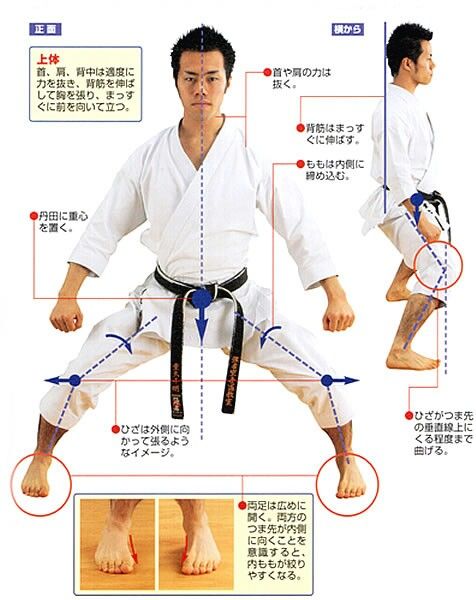 正面
横から
上体
首、肩、背中は適度に
力を抜き、背筋を伸ば
して胸を張り、まっす
ぐに前を向いて立つ。
●首や肩の力は
抜く。
●背筋はまっす
ぐに伸ばす。
●ももは内側に
締め込む。
●丹田に重心
を置く。
●ひざは外側に向
かって張るよう
なイメージ。
●ひざがつま先
の垂直線上に
くる程度まで
曲げる。
●両足は広めに
開く。両方の
つま先が内側
に向くことを
意識すると、
内ももが絞り
やすくなる。